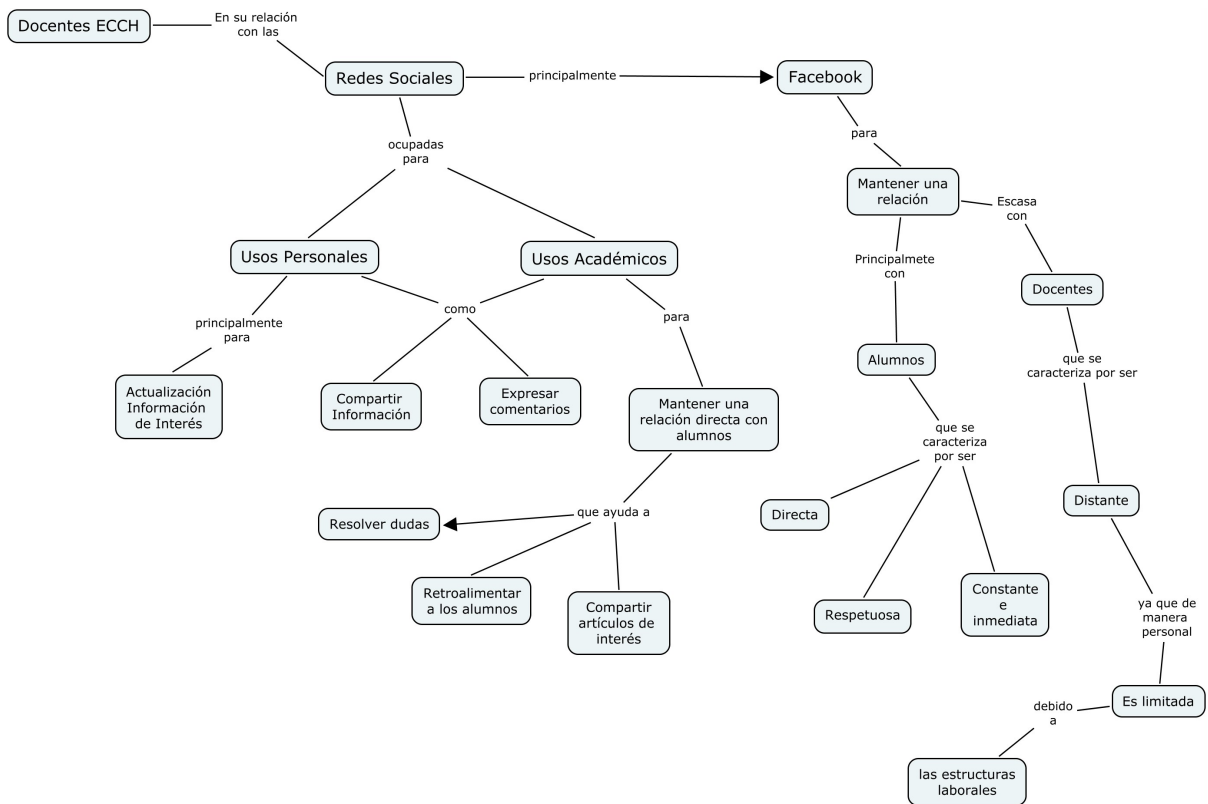 Docentes ECCH
En su relación
con las
Redes Sociales
principalmente
Facebook
ocupadas
para
para
Mantener una
relación
Escasa
con
Usos Personales
Usos Académicos
Principalmete
con
Docentes
principalmente
para
como
para
Alumnos
que se
caracteriza por ser
Actualización
Información
de Interés
Compartir
Información
Expresar
comentarios
Mantener una
relación directa con
alumnos
que se
caracteriza
por ser
Resolver dudas
que ayuda a
Directa
Distante
Retroalimentar
a los alumnos
Compartir
artículos de
interés
Respetuosa
Constante
e
inmediata
ya que de
manera
personal
Es limitada
debido
a
las estructuras
laborales